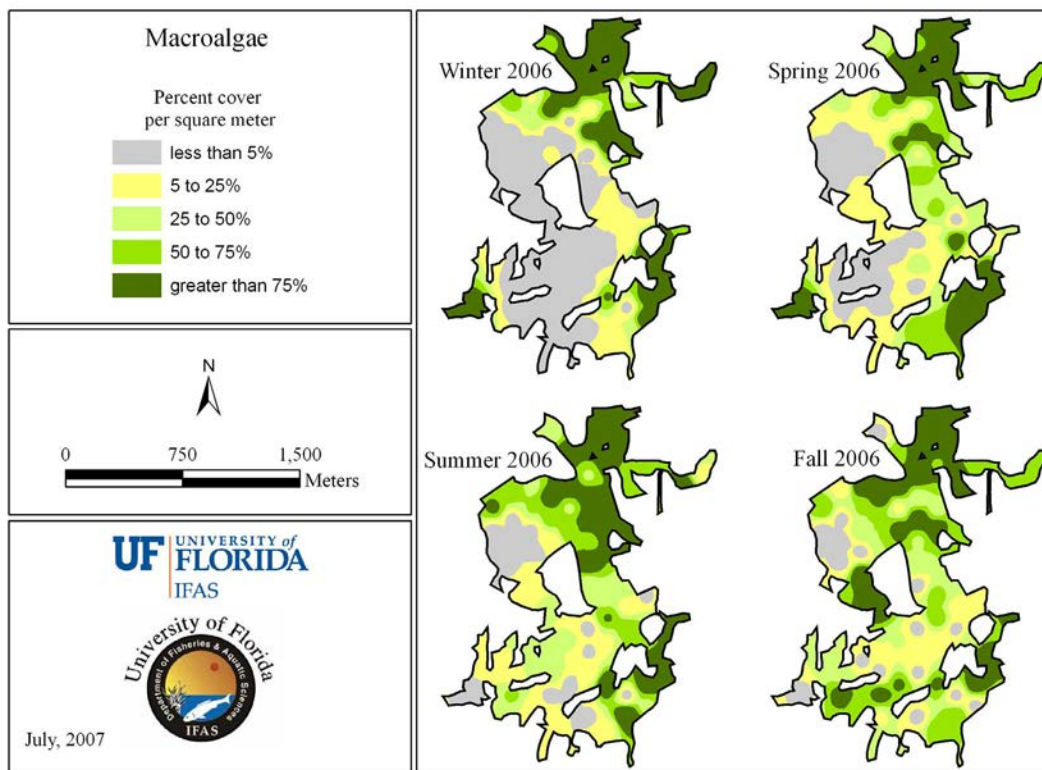 Macroalgae
Percent cover
per square meter
less than 5%
5 to 25%
25 to 50%
50 to 75%
greater than 75%
N
0 750 1,500
Meters
UF UNIVERSITY of
FLORIDA
IFAS
University of Florida
Department of Fisheries & Aquatic Sciences
IFAS
July, 2007
Winter 2006
Spring 2006
Summer 2006
Fall 2006